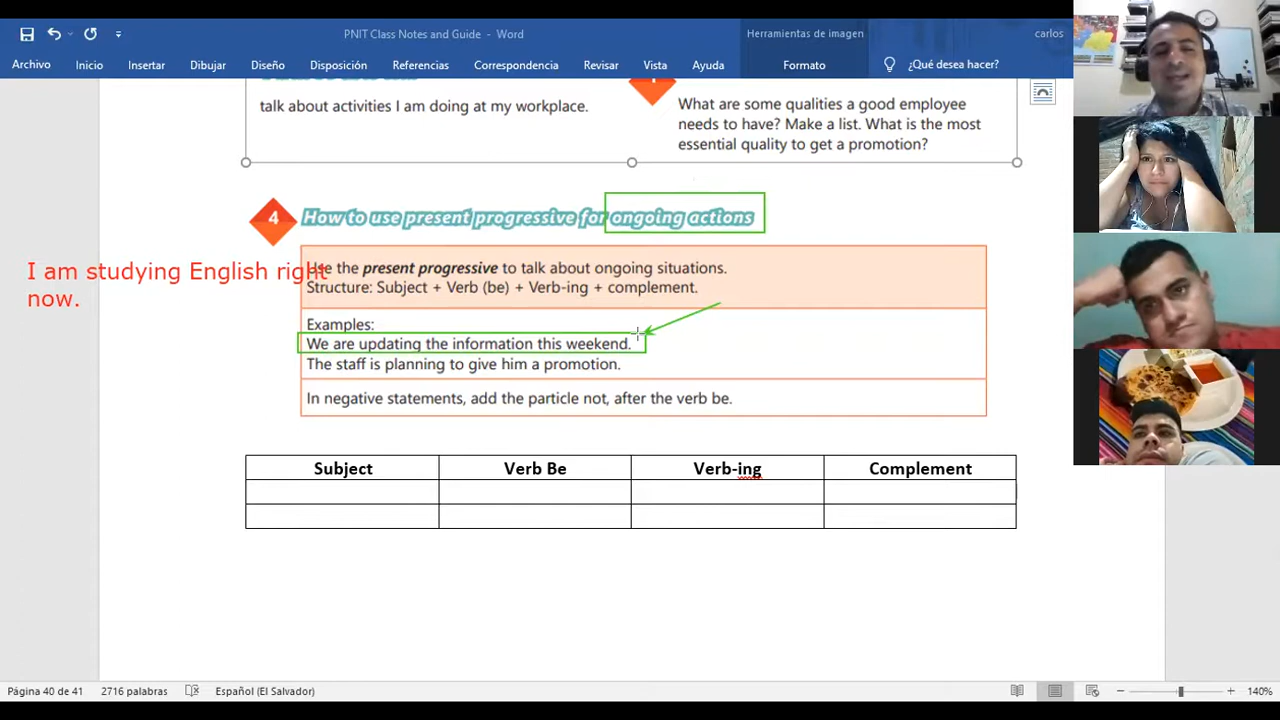 PNIT Class Notes and Guide - Word
Herramientas de imagen
carlos
Archivo
Inicio
Insertar
Dibujar
Diseño
Disposición
Referencias
Correspondencia
Revisar
Vista
Ayuda
Formato
¿Qué desea hacer?
talk about activities I am doing at my workplace.
What are some qualities a good employee
needs to have? Make a list. What is the most
essential quality to get a promotion?
4
How to use present progressive for ongoing actions
I am studying English right
now.
Use the present progressive to talk about ongoing situations.
Structure: Subject + Verb (be) + Verb-ing + complement.
Examples:
We are updating the information this weekend.
The staff is planning to give him a promotion.
In negative statements, add the particle not, after the verb be.
Subject
Verb Be
Verb-ing
Complement
Página 40 de 41
2716 palabras
Español (El Salvador)
140%